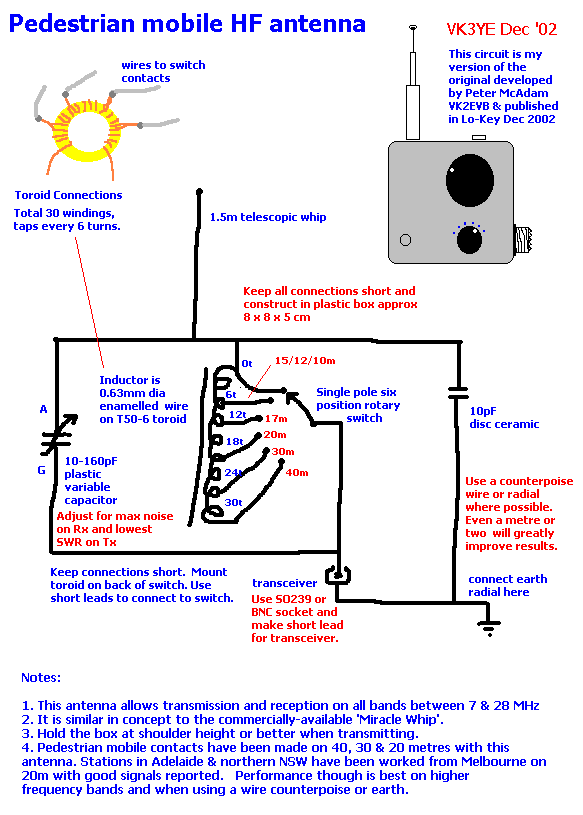 Pedestrian mobile HF antenna
VK3YE Dec '02
wires to switch
contacts
This circuit is my
version of the
original developed
by Peter McAdam
VK2EVB & published
in Lo-Key Dec 2002
Toroid Connections
Total 30 windings,
taps every 6 turns.
1.5m telescopic whip
Keep all connections short and
construct in plastic box approx
8 x 8 x 5 cm
0t
15/12/10m
Inductor is
0.63mm dia
enamelled wire
on T50-6 toroid
6t
12t
17m
18t
20m
24t
30m
30t
40m
Single pole six
position rotary
switch
10pF
disc ceramic
A
G
10-160pF
plastic
variable
capacitor
Adjust for max noise
on Rx and lowest
SWR on Tx
Use a counterpoise
wire or radial
where possible.
Even a metre or
two will greatly
improve results.
Keep connections short. Mount
toroid on back of switch. Use
short leads to connect to switch.
transceiver
Use SO239 or
BNC socket and
make short lead
for transceiver.
connect earth
radial here
Notes:
1. This antenna allows transmission and reception on all bands between 7 & 28 MHz
2. It is similar in concept to the commercially-available 'Miracle Whip'.
3. Hold the box at shoulder height or better when transmitting.
4. Pedestrian mobile contacts have been made on 40, 30 & 20 metres with this
antenna. Stations in Adelaide & northern NSW have been worked from Melbourne on
20m with good signals reported. Performance though is best on higher
frequency bands and when using a wire counterpoise or earth.